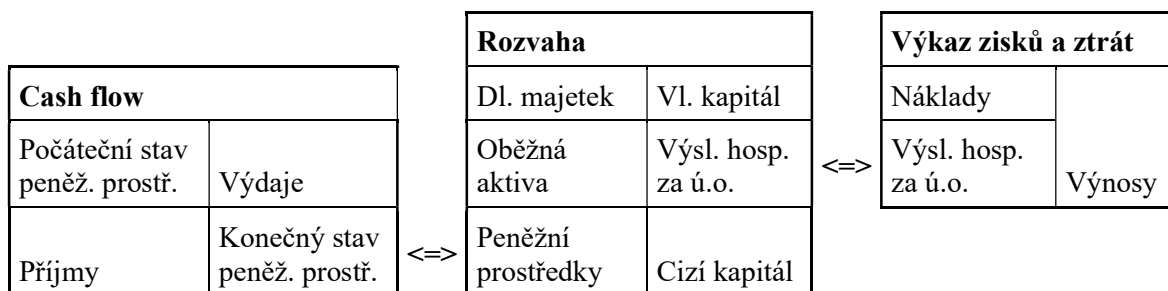 Cash flow
Počáteční stav
peněž. prostř.
Výdaje
Příjmy
Konečný stav
peněž. prostř.
<=>
Rozvaha
Dl. majetek
Vl. kapitál
Oběžná
aktiva
Výsl. hosp.
za ú.o.
Peněžní
prostředky
Cizí kapitál
<=>
Výkaz zisků a ztrát
Náklady
Výsl. hosp.
za ú.o.
Výnosy